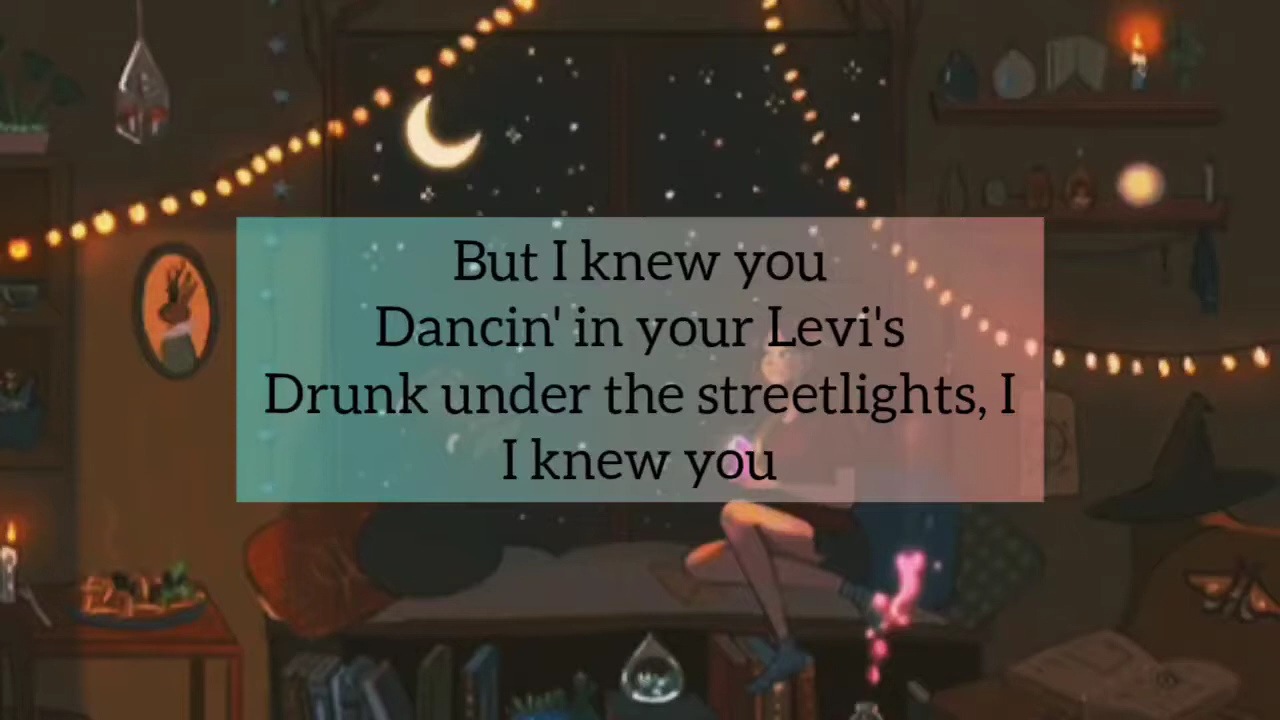 But I knew you
Dancin' in your Levi's
Drunk under the streetlights, I
I knew you